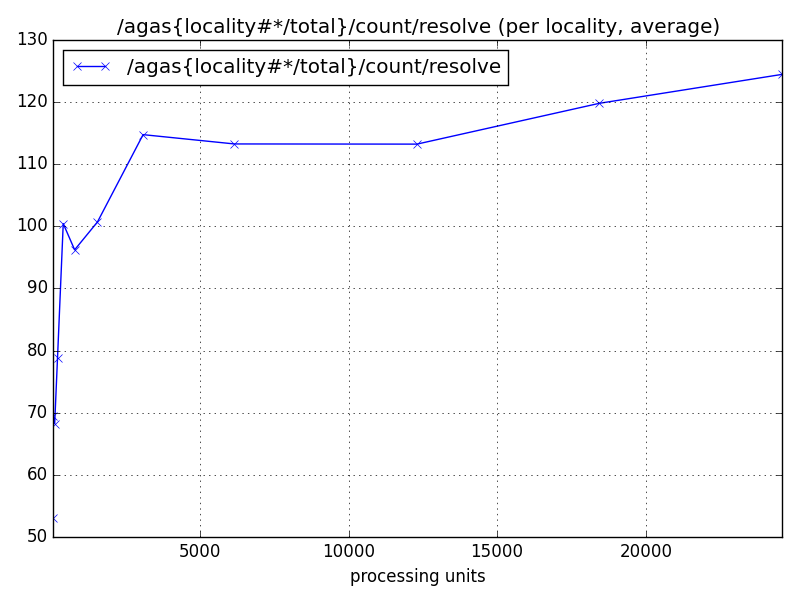 /agas{locality#*/total}/count/resolve (per locality, average)
130
/agas{locality#*/total}/count/resolve
120
110
100
90
80
70
60
50
5000 10000 15000 20000
processing units